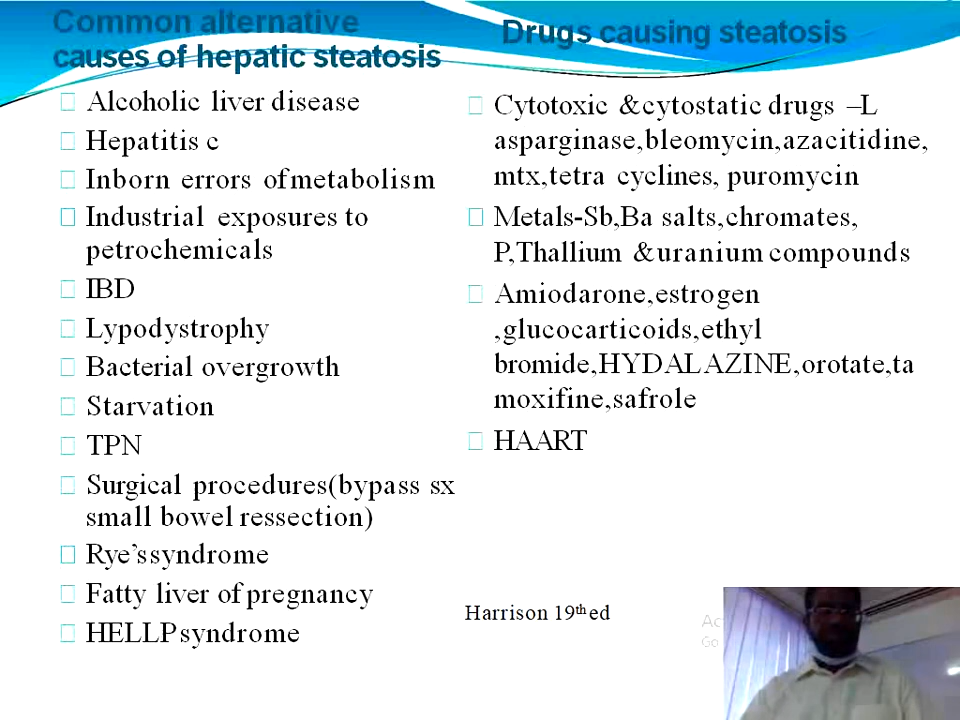 Common alternative
causes of hepatic steatosis
Alcoholic liver disease
Hepatitis c
Inborn errors of metabolism
Industrial exposures to
petrochemicals
IBD
Lypodystrophy
Bacterial overgrowth
Starvation
TPN
Surgical procedures(bypass sx
small bowel ressection)
Rye’s syndrome
Fatty liver of pregnancy
HELLP syndrome
Drugs causing steatosis
Cytotoxic &cytostatic drugs –L
asparginase,bleomycin,azacitidine,
mtx,tetra cyclines, puromycin
Metals-Sb,Ba salts,chromates,
P,Thallium &uranium compounds
Amiodarone,estrogen
,glucocarticoids,ethyl
bromide,HYDALAZINE,orotate,ta
moxifine,safrole
HAART
Harrison 19th ed
Go